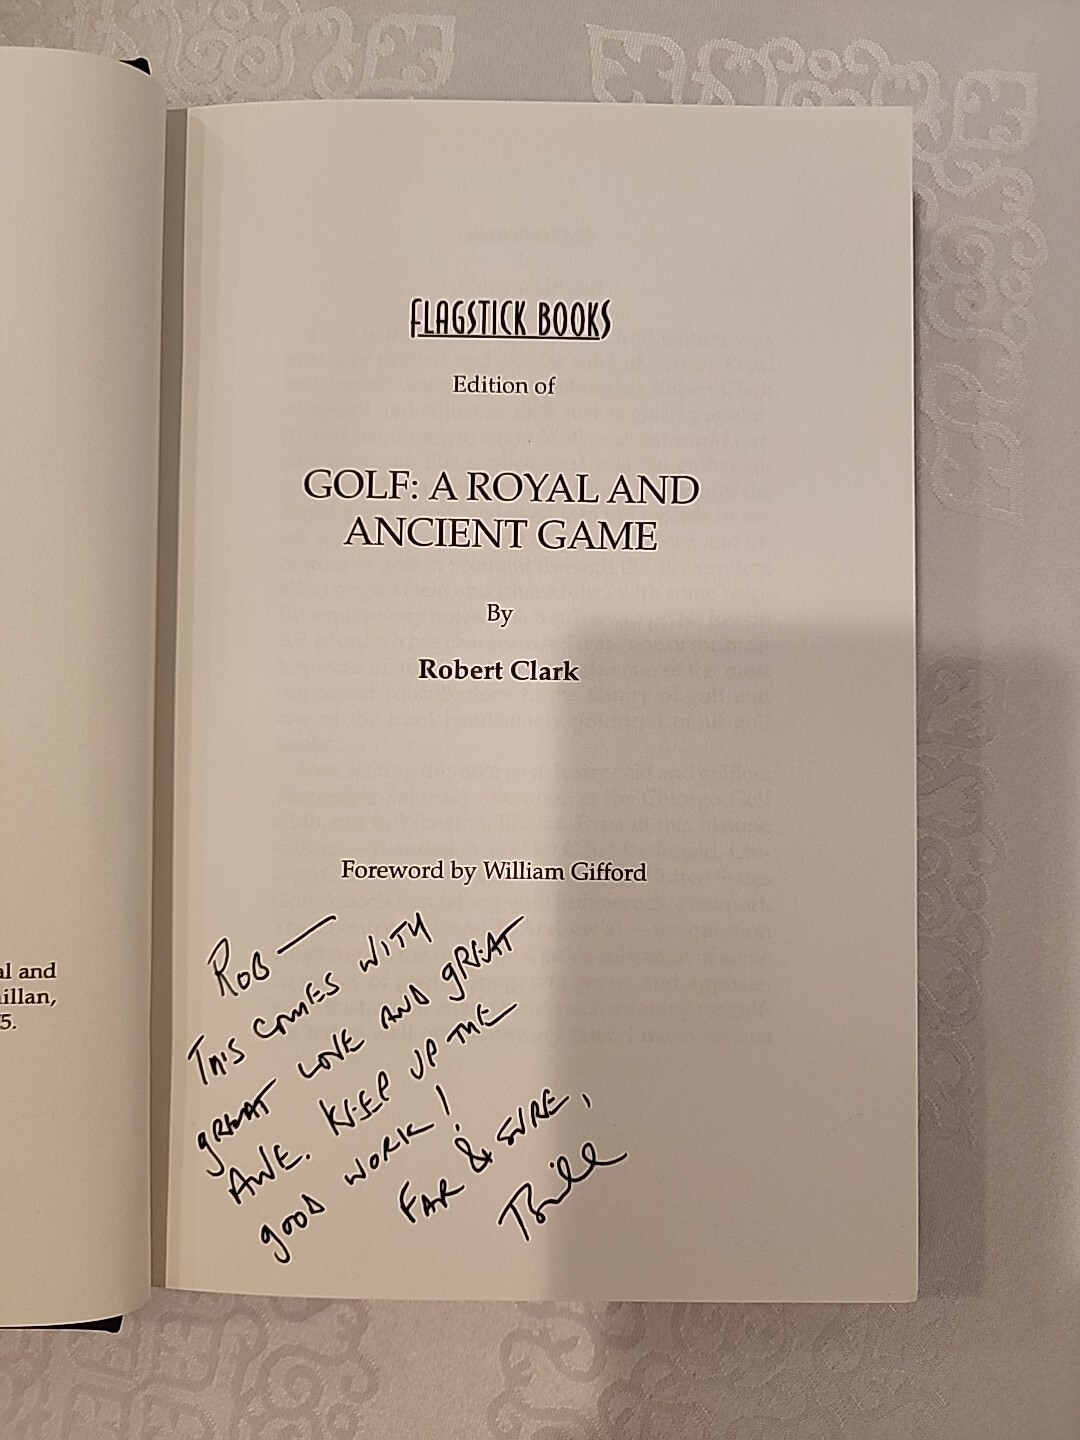 FLAGSTICK BOOKS
Edition of
GOLF: A ROYAL AND
ANCIENT GAME
By
Robert Clark
Foreword by William Gifford
ROB—
THIS COMES WITH
GREAT LOVE AND GREAT
AWE. KEEP UP THE
GOOD WORK!
FAR & SURE,
Bill
al and
illan,
5.